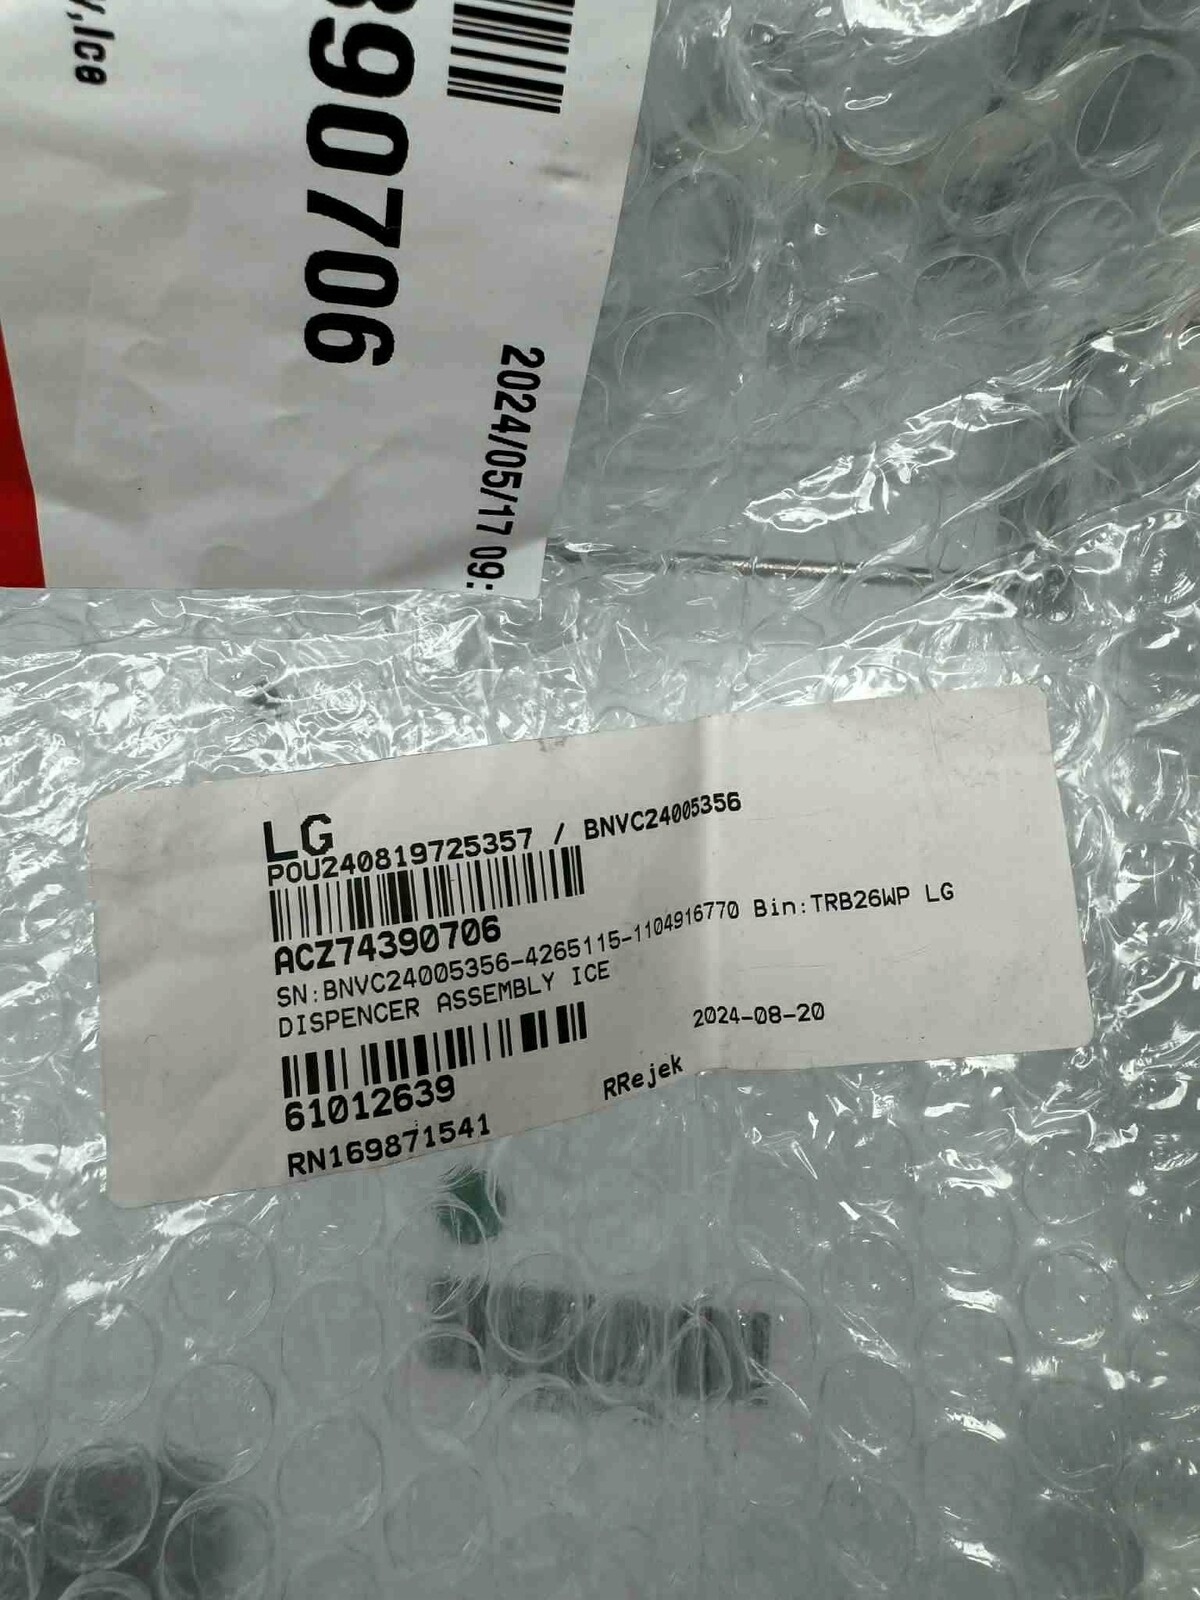 ,Ice
90706
2024/05/17 09:
LG
POU240819725357 / BNVC24005356
ACZ74390706
SN:BNVC24005356-4265115-1104916770 Bin:TRB26WP LG
DISPENCER ASSEMBLY ICE
2024-08-20
61012639
RRejek
RN169871541